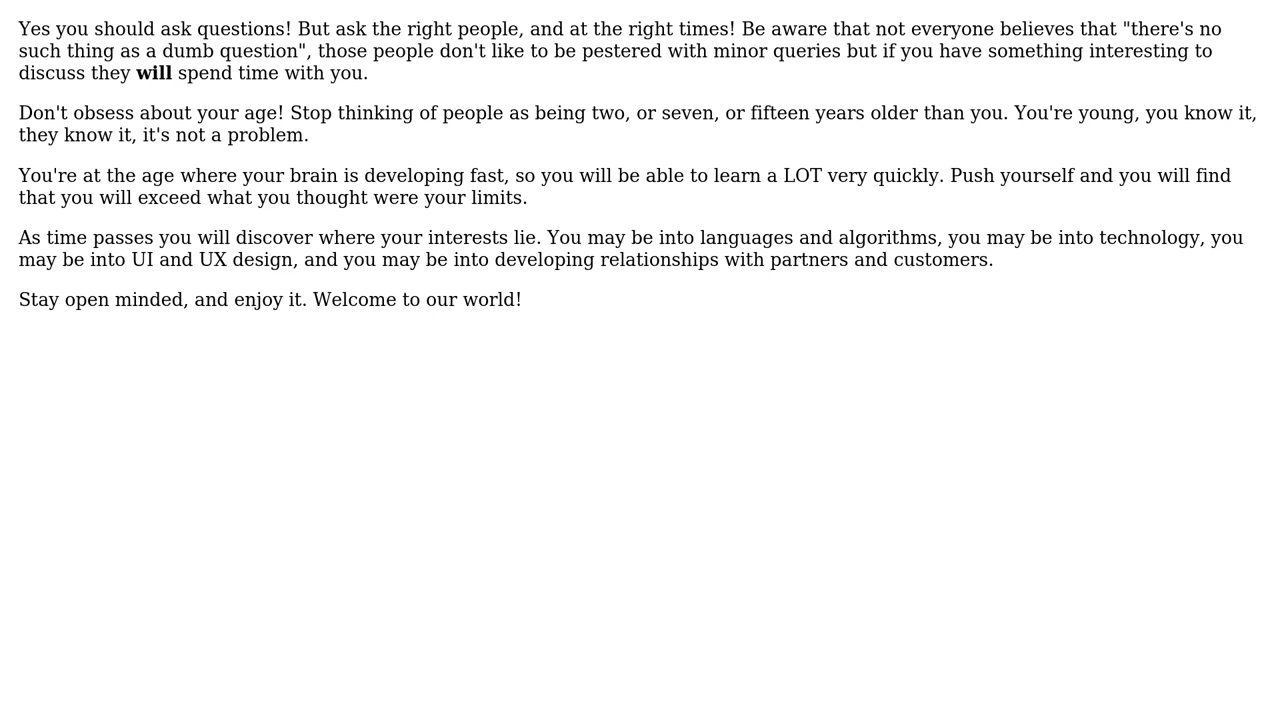 Yes you should ask questions! But ask the right people, and at the right times! Be aware that not everyone believes that "there's no
such thing as a dumb question", those people don't like to be pestered with minor queries but if you have something interesting to
discuss they will spend time with you.
Don't obsess about your age! Stop thinking of people as being two, or seven, or fifteen years older than you. You're young, you know it,
they know it, it's not a problem.
You're at the age where your brain is developing fast, so you will be able to learn a LOT very quickly. Push yourself and you will find
that you will exceed what you thought were your limits.
As time passes you will discover where your interests lie. You may be into languages and algorithms, you may be into technology, you
may be into UI and UX design, and you may be into developing relationships with partners and customers.
Stay open minded, and enjoy it. Welcome to our world!